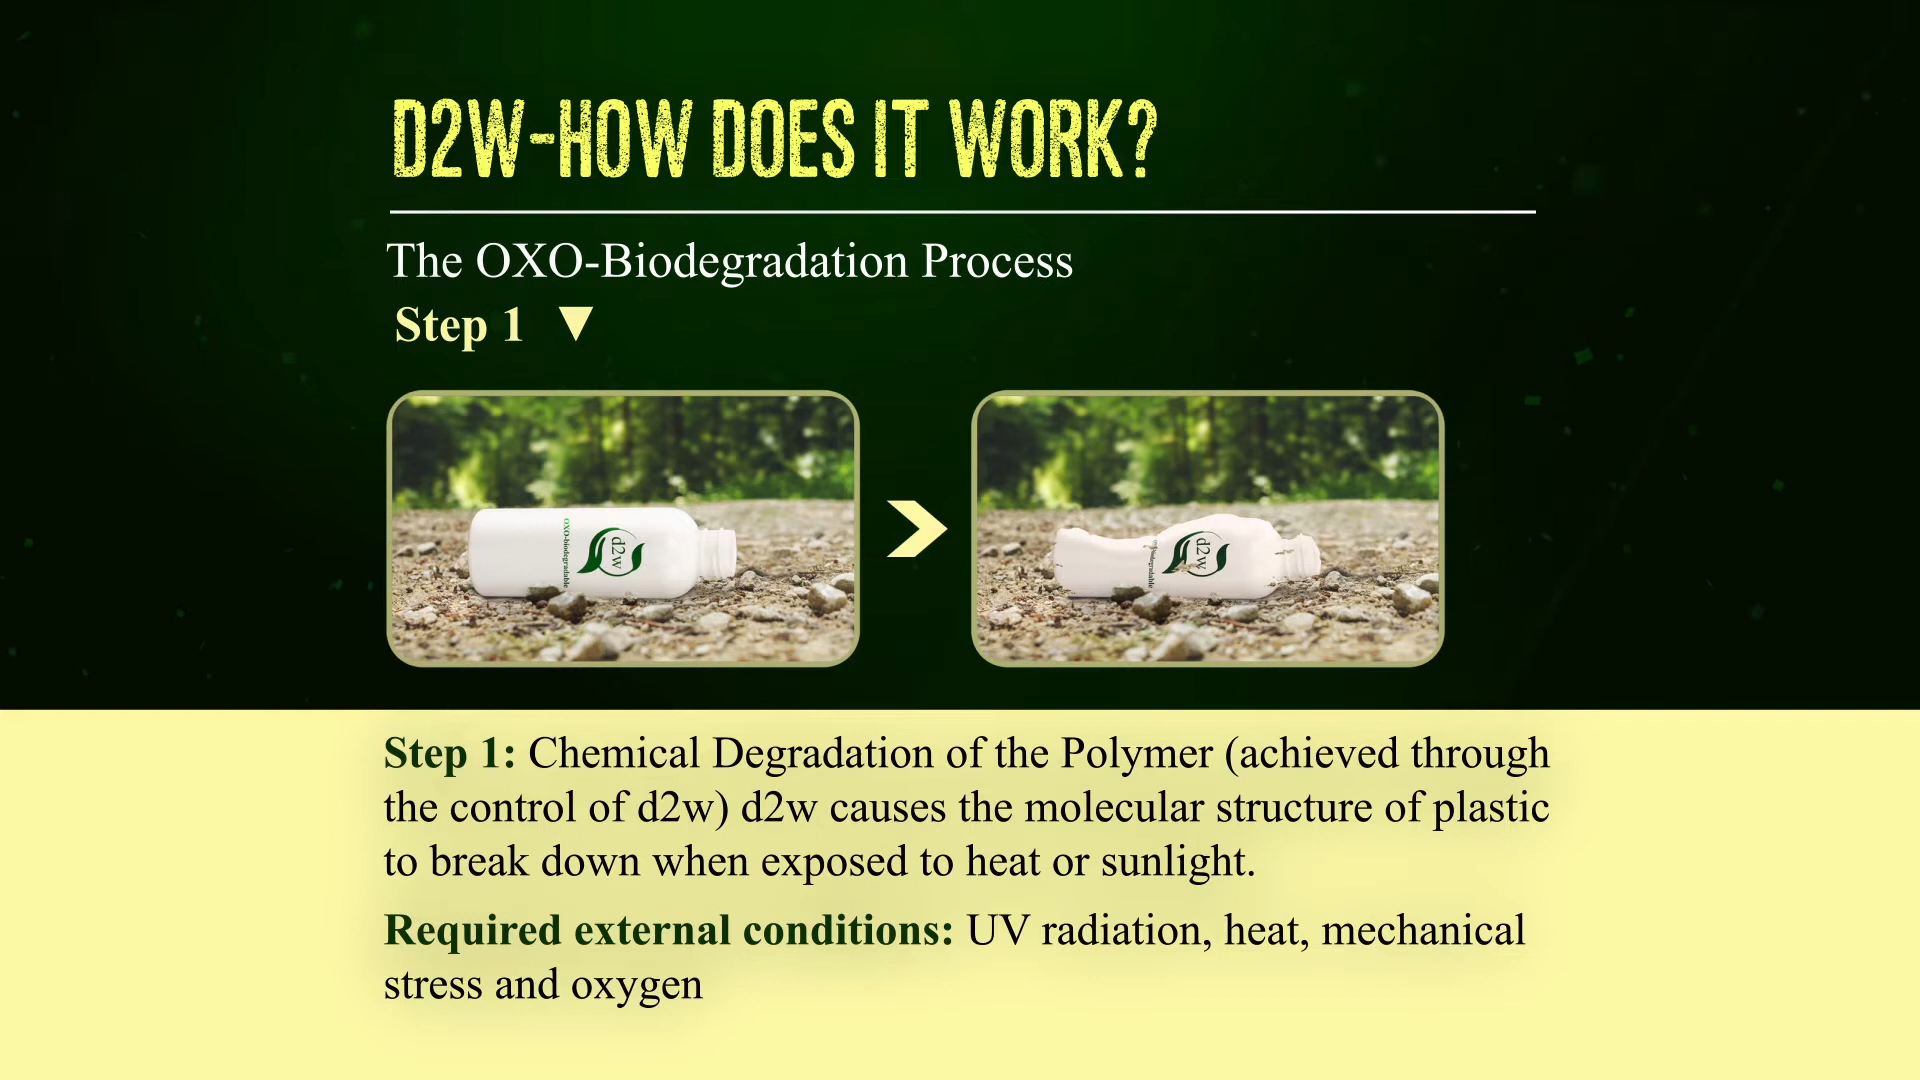 D2W-HOW DOES IT WORK?
The OXO-Biodegradation Process
Step 1 ▼
OXO-biodegradable
d2w
d2w
Step 1: Chemical Degradation of the Polymer (achieved through
the control of d2w) d2w causes the molecular structure of plastic
to break down when exposed to heat or sunlight.
Required external conditions: UV radiation, heat, mechanical
stress and oxygen